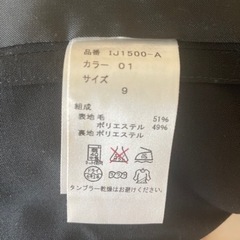 品番 IJ1500-A
カラー 01
サイズ
9
組成
表地 毛 51%
ポリエステル 49%
裏地 ポリエステル
タンブラー乾燥はお避けください